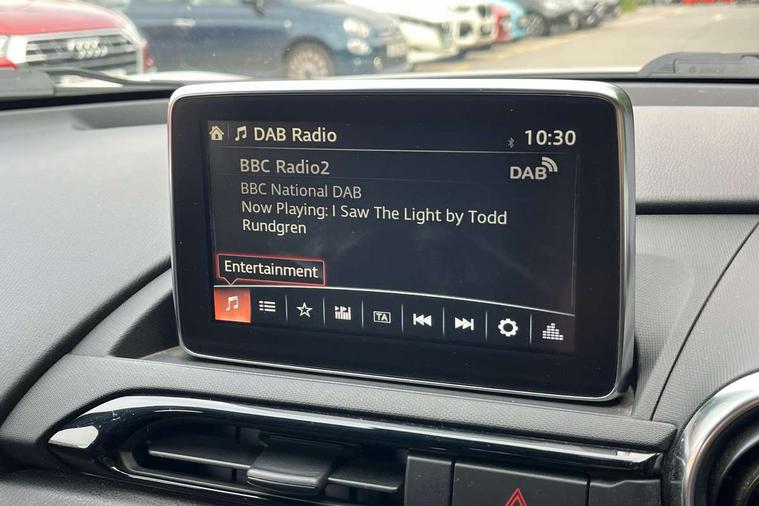 DAB Radio
10:30
BBC Radio2
DAB
BBC National DAB
Now Playing: I Saw The Light by Todd
Rundgren
Entertainment
TA